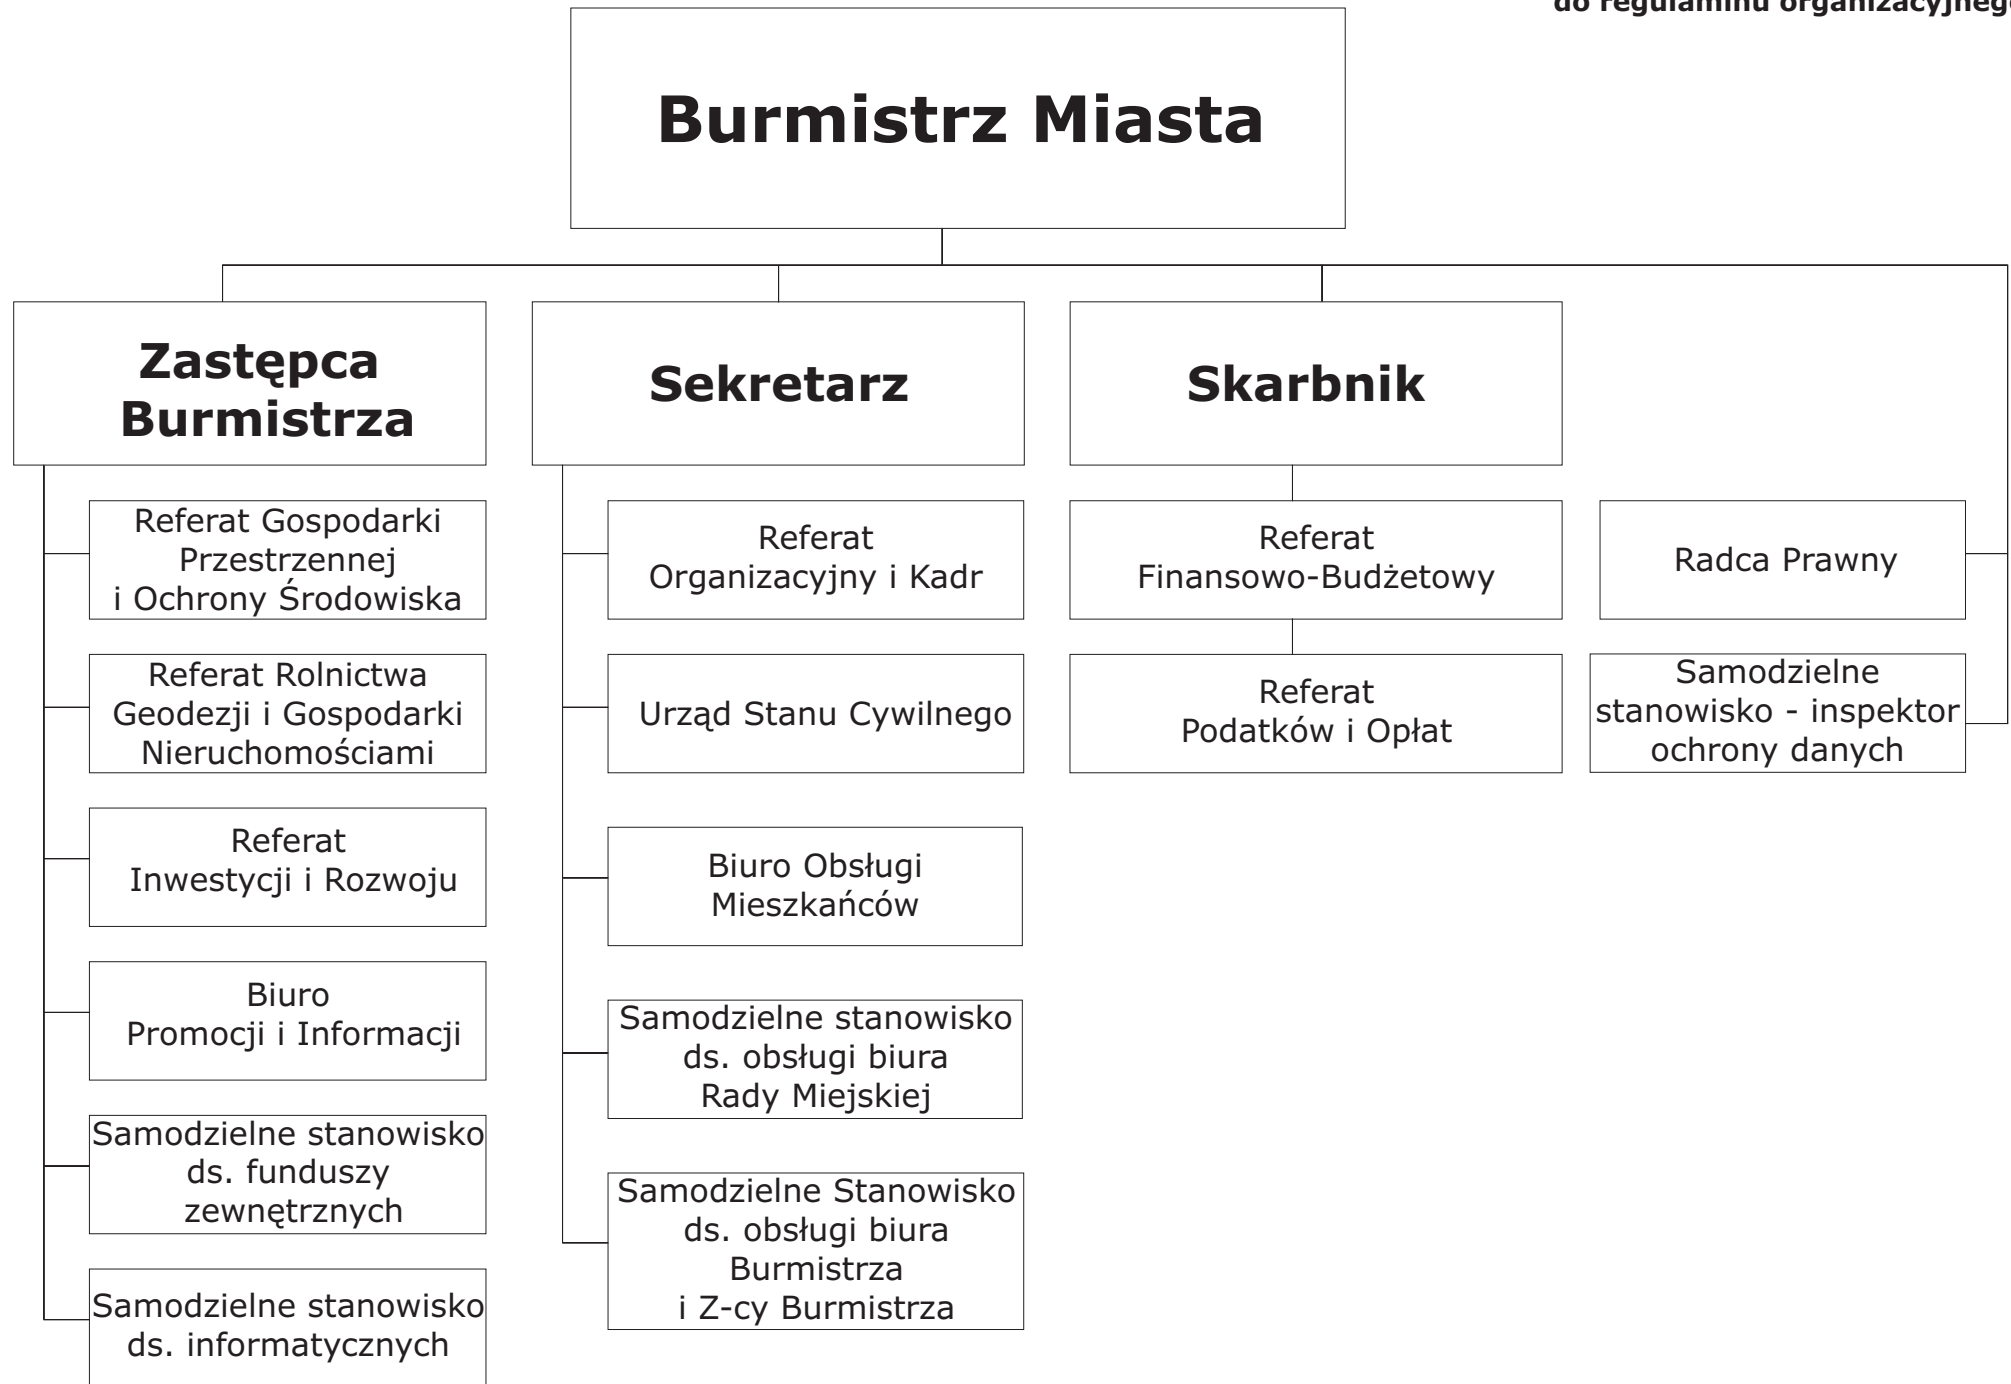 do regulaminu organizacyjnego
Burmistrz Miasta
Zastępca
Burmistrza
Referat Gospodarki
Przestrzennej
i Ochrony Środowiska
Referat Rolnictwa
Geodezji i Gospodarki
Nieruchomościami
Referat
Inwestycji i Rozwoju
Biuro
Promocji i Informacji
Samodzielne stanowisko
ds. funduszy
zewnętrznych
Samodzielne stanowisko
ds. informatycznych
Sekretarz
Referat
Organizacyjny i Kadr
Urząd Stanu Cywilnego
Biuro Obsługi
Mieszkańców
Samodzielne stanowisko
ds. obsługi biura
Rady Miejskiej
Samodzielne Stanowisko
ds. obsługi biura
Burmistrza
i Z-cy Burmistrza
Skarbnik
Referat
Finansowo-Budżetowy
Referat
Podatków i Opłat
Radca Prawny
Samodzielne
stanowisko - inspektor
ochrony danych